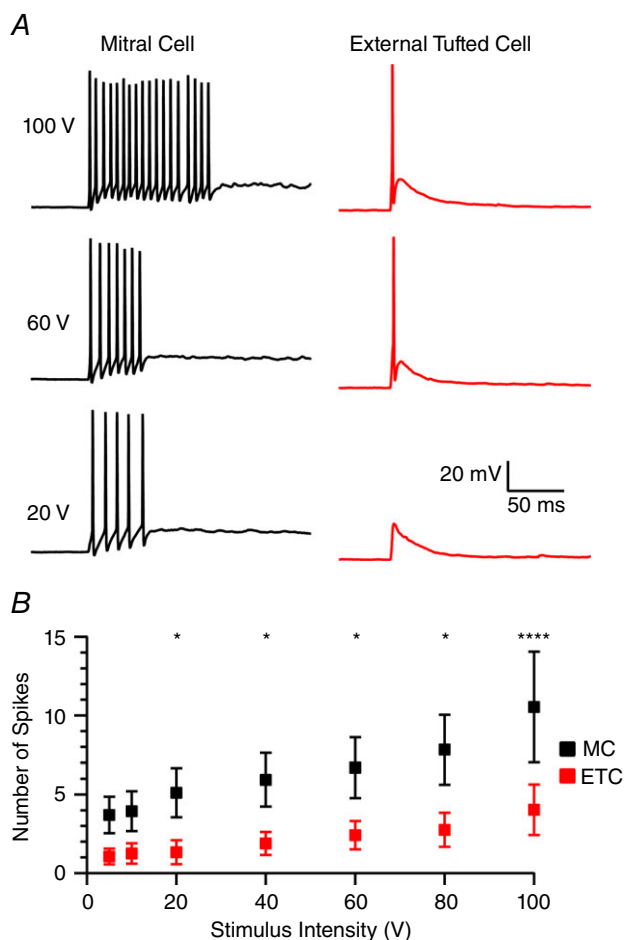 A
Mitral Cell
External Tufted Cell
100 V
60 V
20 V
20 mV
50 ms
B
* * * * ****
15
10
5
0
Number of Spikes
MC
ETC
0 20 40 60 80 100
Stimulus Intensity (V)